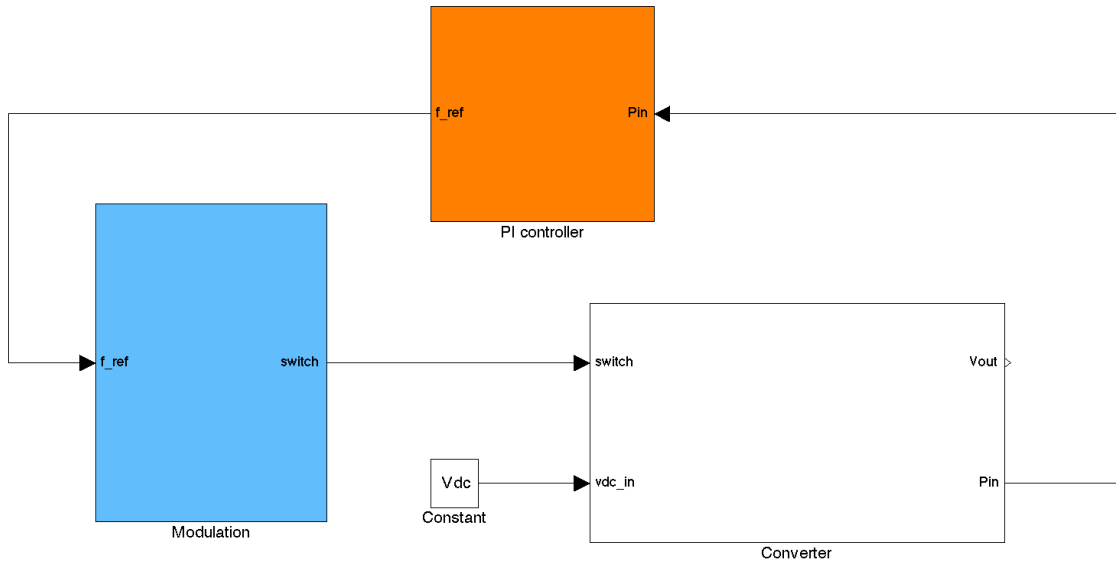 f_ref
Pin
PI controller
f_ref
switch
Modulation
switch
Vout
vdc_in
Pin
Converter
Vdc
Constant